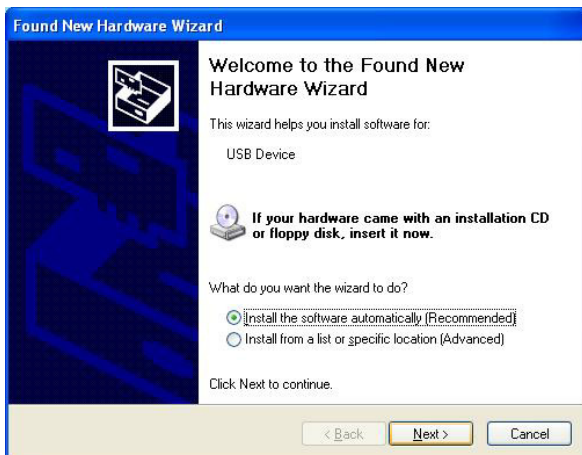 Found New Hardware Wizard
Welcome to the Found New
Hardware Wizard
This wizard helps you install software for:
USB Device
If your hardware came with an installation CD
or floppy disk, insert it now.
What do you want the wizard to do?
Install the software automatically (Recommended)
Install from a list or specific location (Advanced)
Click Next to continue.
< Back Next > Cancel